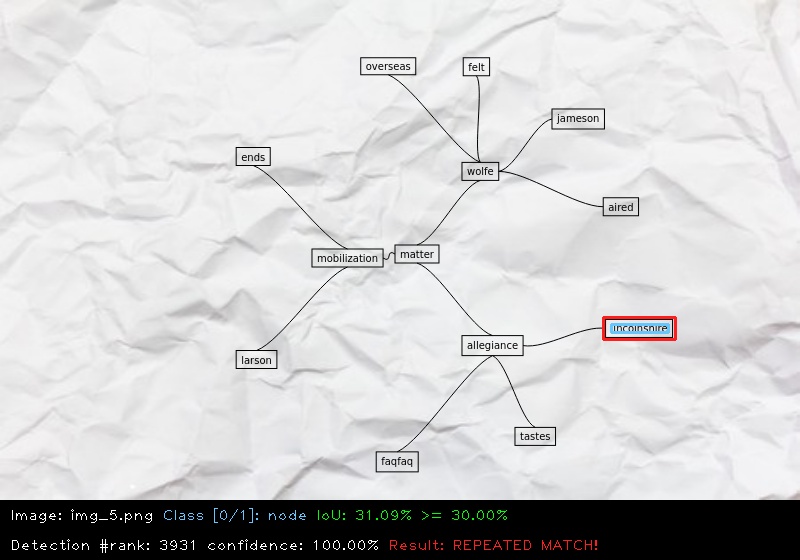 overseas
felt
jameson
ends
wolfe
aired
mobilization
matter
allegiance
larson
tastes
faqfaq
Image: img_5.png Class [0/1]: node IoU: 31.09% >= 30.00%
Detection #rank: 3931 confidence: 100.00% Result: REPEATED MATCH!